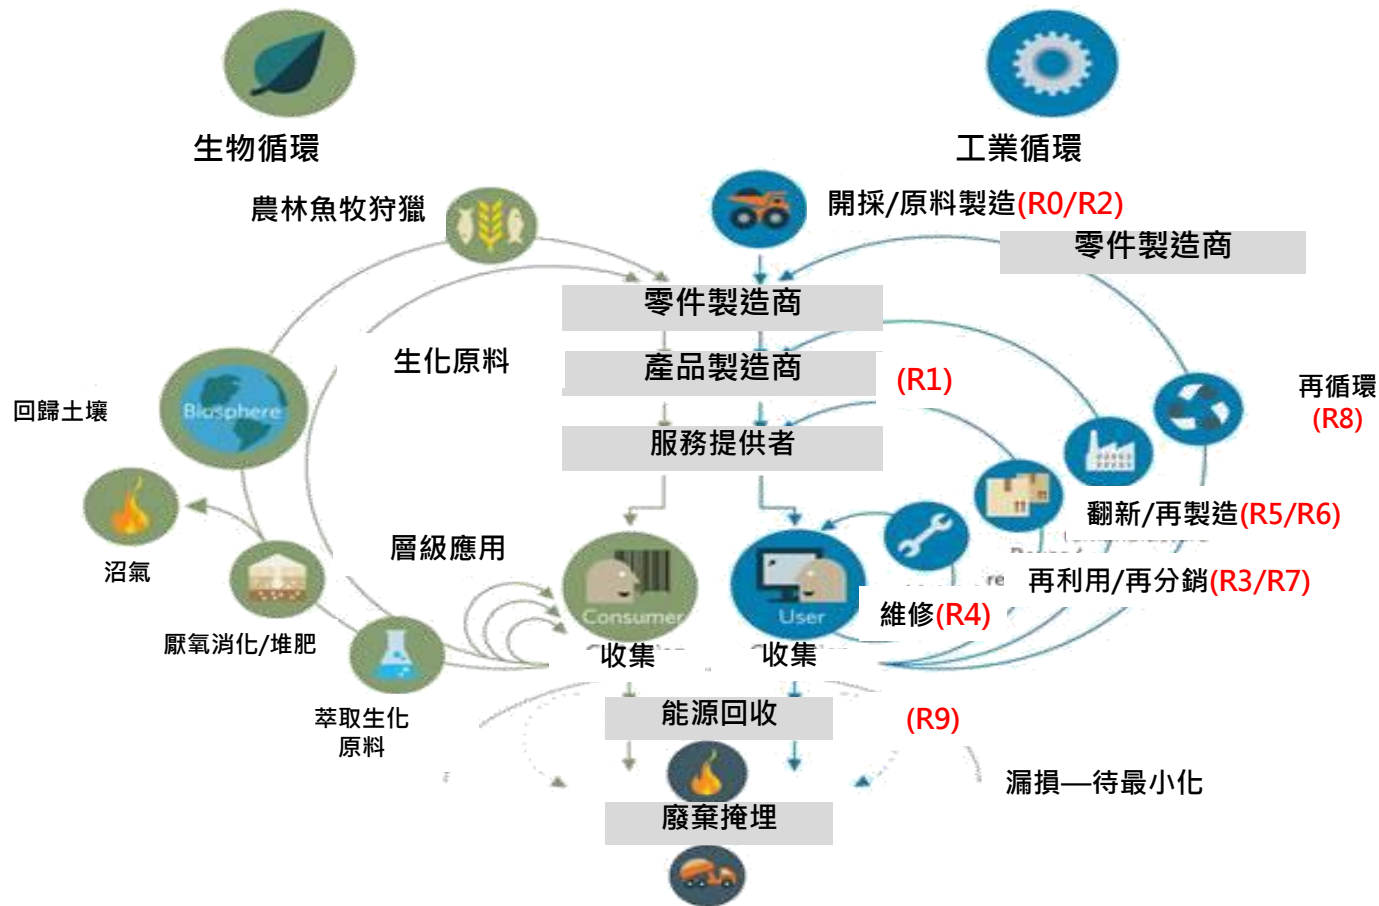 生物循環
工業循環
農林魚牧狩獵
開採/原料製造(R0/R2)
零件製造商
零件製造商
生化原料
產品製造商
(R1)
回歸土壤
Biosphere
再循環
(R8)
服務提供者
翻新/再製造(R5/R6)
層級應用
沼氣
再利用/再分銷(R3/R7)
Consumer
User
維修(R4)
厭氧消化/堆肥
收集
收集
萃取生化
原料
能源回收
(R9)
漏損—待最小化
廢棄掩埋